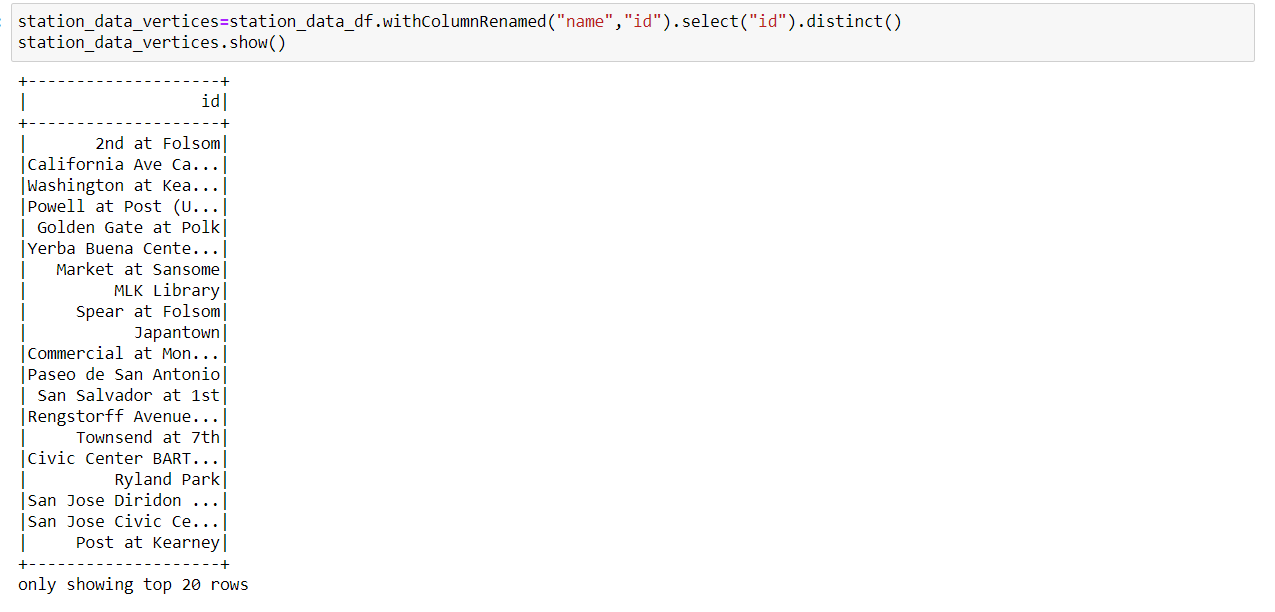 station_data_vertices=station_data_df.withColumnRenamed("name","id").select("id").distinct()
station_data_vertices.show()
+--------------------+
|                  id|
+--------------------+
|       2nd at Folsom|
|California Ave Ca...|
|Washington at Kea...|
|Powell at Post (U...|
| Golden Gate at Polk|
|Yerba Buena Cente...|
|   Market at Sansome|
|         MLK Library|
|     Spear at Folsom|
|           Japantown|
|Commercial at Mon...|
|Paseo de San Antonio|
| San Salvador at 1st|
|Rengstorff Avenue...|
|     Townsend at 7th|
|Civic Center BART...|
|         Ryland Park|
|San Jose Diridon ...|
|San Jose Civic Ce...|
|     Post at Kearney|
+--------------------+
only showing top 20 rows